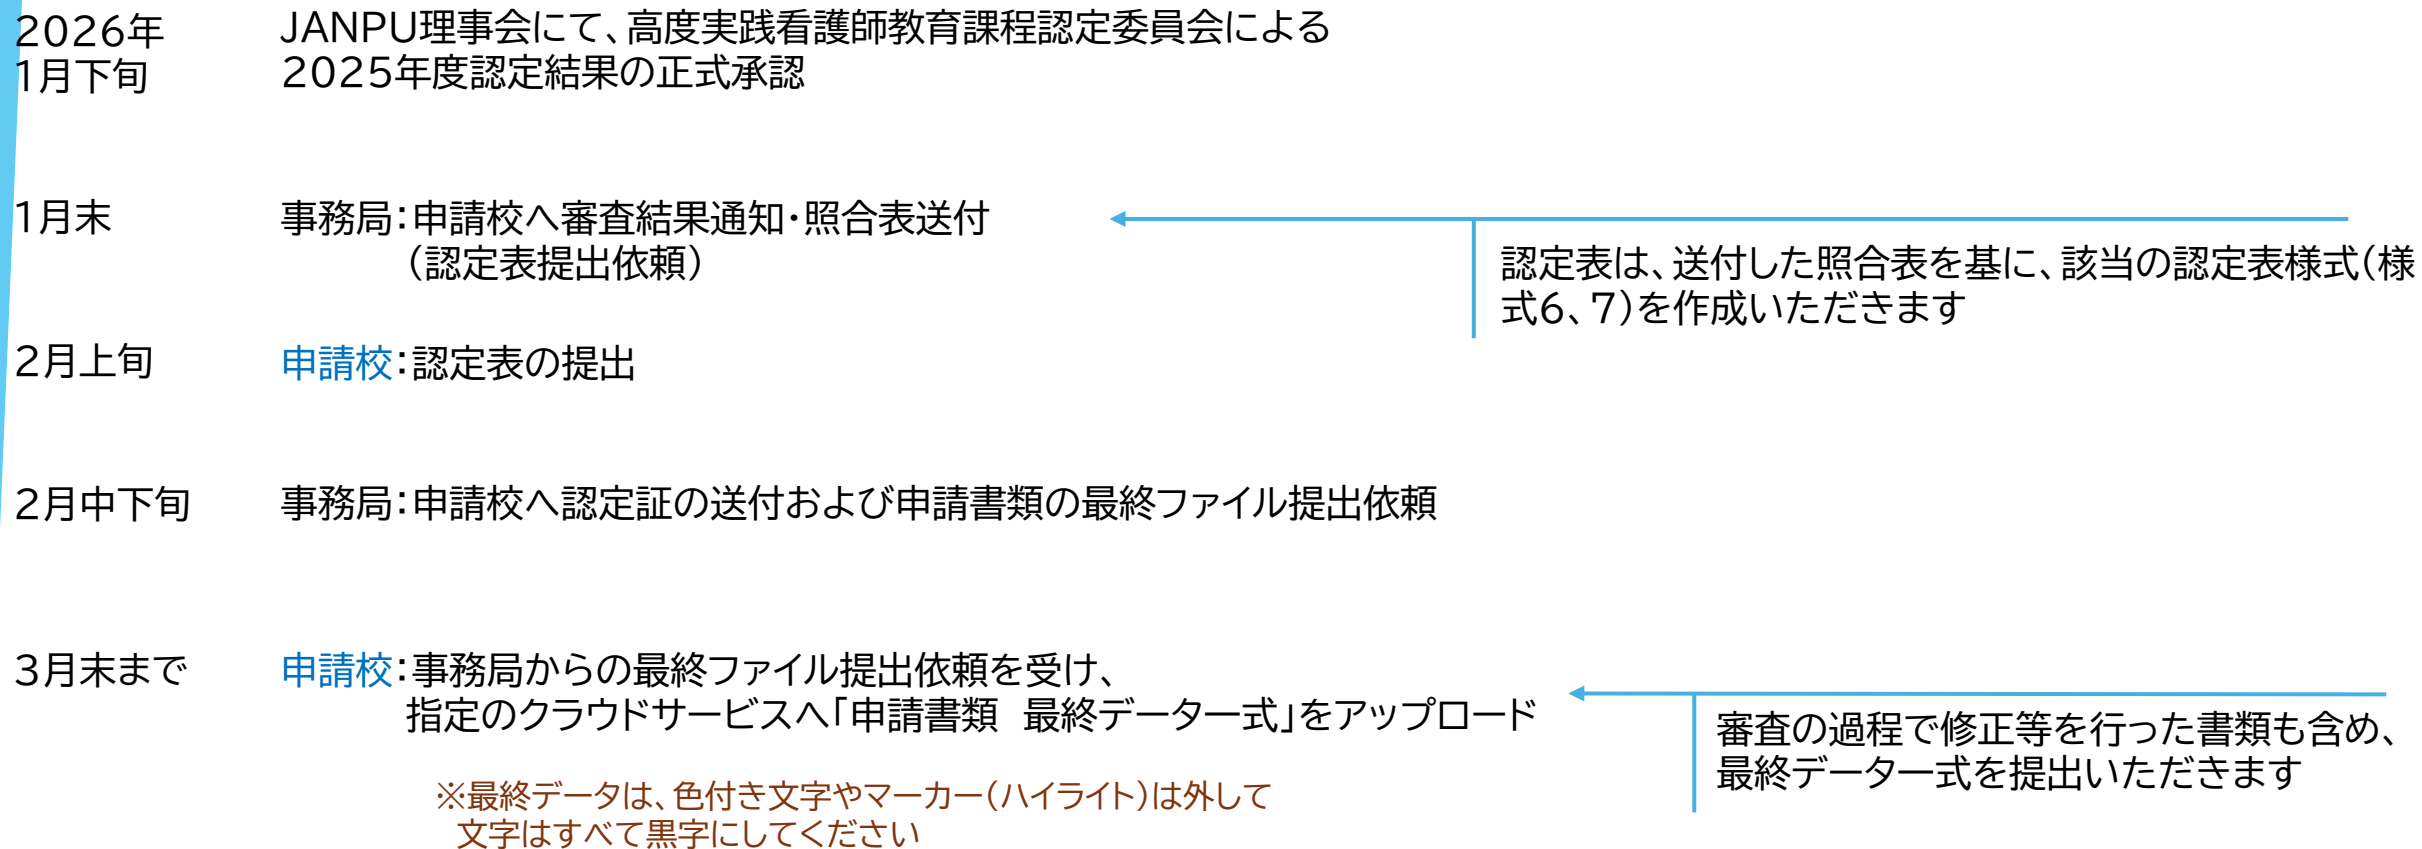 2026年
1月下旬
JANPU理事会にて、高度実践看護師教育課程認定委員会による
2025年度認定結果の正式承認
1月末
事務局：申請校へ審査結果通知・照合表送付
（認定表提出依頼）
認定表は、送付した照合表を基に、該当の認定表様式(様
式6、7)を作成いただきます
2月上旬
申請校：認定表の提出
2月中下旬
事務局：申請校へ認定証の送付および申請書類の最終ファイル提出依頼
3月末まで
申請校：事務局からの最終ファイル提出依頼を受け、
指定のクラウドサービスへ「申請書類　最終データ一式」をアップロード
審査の過程で修正等を行った書類も含め、
最終データ一式を提出いただきます
※最終データは、色付き文字やマーカー(ハイライト)は外して
文字はすべて黒字にしてください